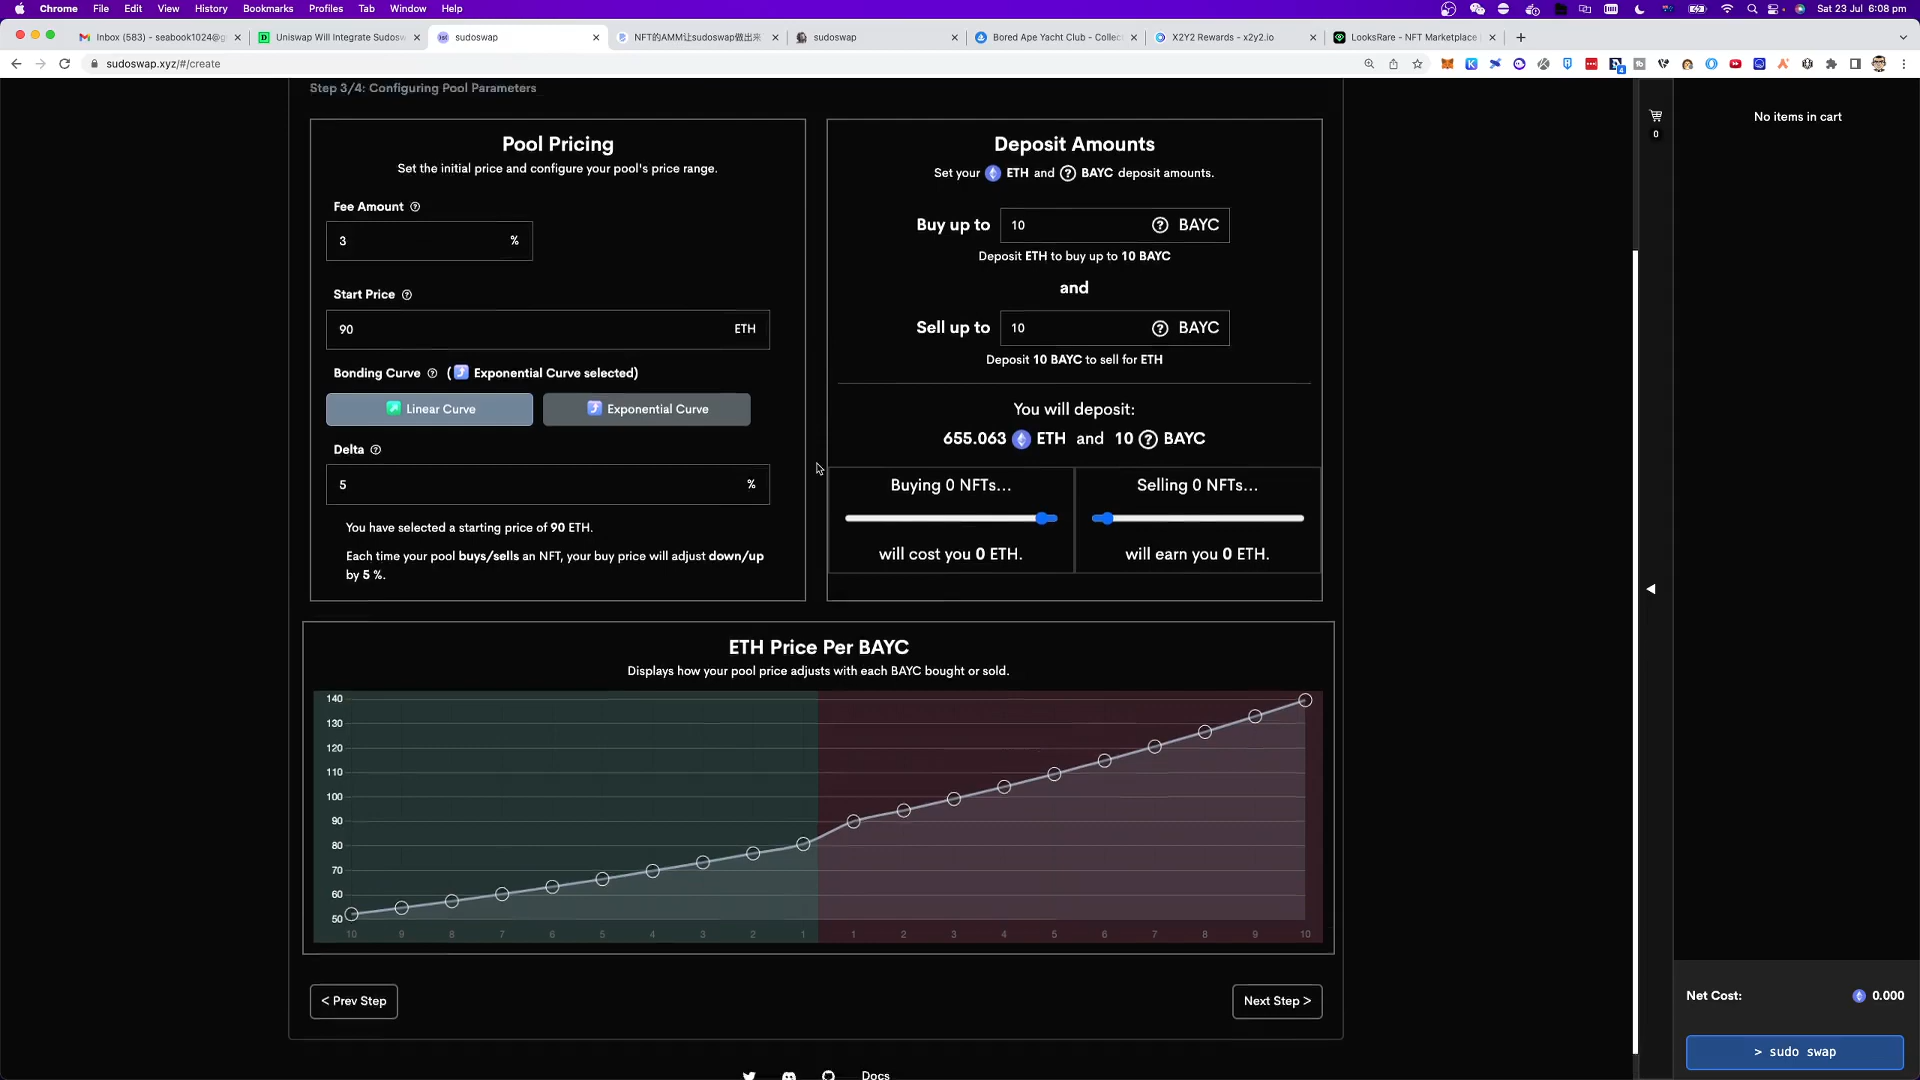 Chrome File Edit View History Bookmarks Profiles Tab Window Help
Sat 23 Jul 6:08 pm
Inbox (583) - seabook1024@g
Uniswap Will Integrate Sudosw
sudoswap
NFT的AMM让sudoswap做出来
sudoswap
Bored Ape Yacht Club - Collec
X2Y2 Rewards - x2y2.io
LooksRare - NFT Marketplace
sudoswap.xyz/#/create
Step 3/4: Configuring Pool Parameters
Pool Pricing
Set the initial price and configure your pool's price range.
Fee Amount
3 %
Start Price
90 ETH
Bonding Curve ( Exponential Curve selected)
Linear Curve
Exponential Curve
Delta
5 %
You have selected a starting price of 90 ETH.
Each time your pool buys/sells an NFT, your buy price will adjust down/up
by 5 %.
Deposit Amounts
Set your ETH and BAYC deposit amounts.
Buy up to 10 BAYC
Deposit ETH to buy up to 10 BAYC
and
Sell up to 10 BAYC
Deposit 10 BAYC to sell for ETH
You will deposit:
655.063 ETH and 10 BAYC
Buying 0 NFTs...
will cost you 0 ETH.
Selling 0 NFTs...
will earn you 0 ETH.
ETH Price Per BAYC
Displays how your pool price adjusts with each BAYC bought or sold.
140
130
120
110
100
90
80
70
60
50
10 9 8 7 6 5 4 3 2 1 1 2 3 4 5 6 7 8 9 10
< Prev Step
Next Step >
Docs
0
No items in cart
Net Cost: 0.000
> sudo swap